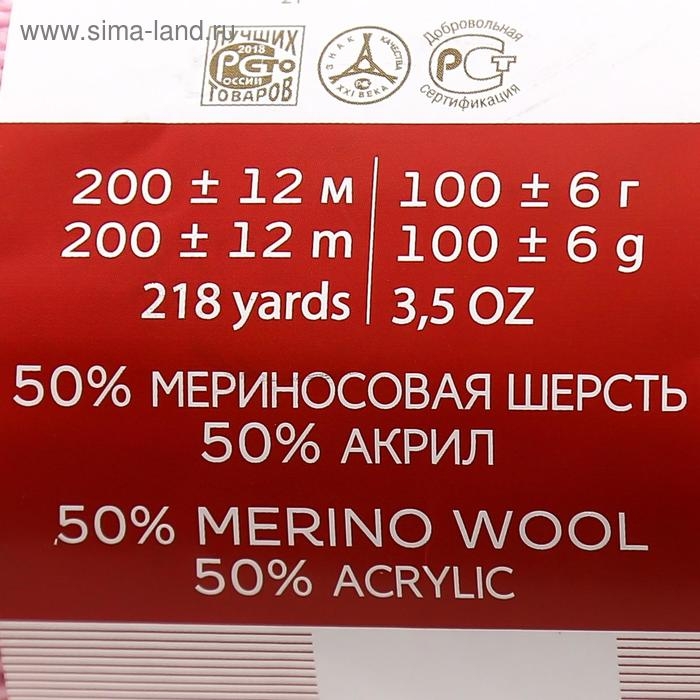 www.sima-land.ru
ЛУЧШИХ
2018
РСТО
РОССИИ
ТОВАРОВ
ЗНАК КАЧЕСТВА
XXI ВЕКА
Добровольная
РСТ
сертификация
200 ± 12 м 100 ± 6 г
200 ± 12 m 100 ± 6 g
218 yards 3,5 OZ
50% МЕРИНОСОВАЯ ШЕРСТЬ
50% АКРИЛ
50% MERINO WOOL
50% ACRYLIC